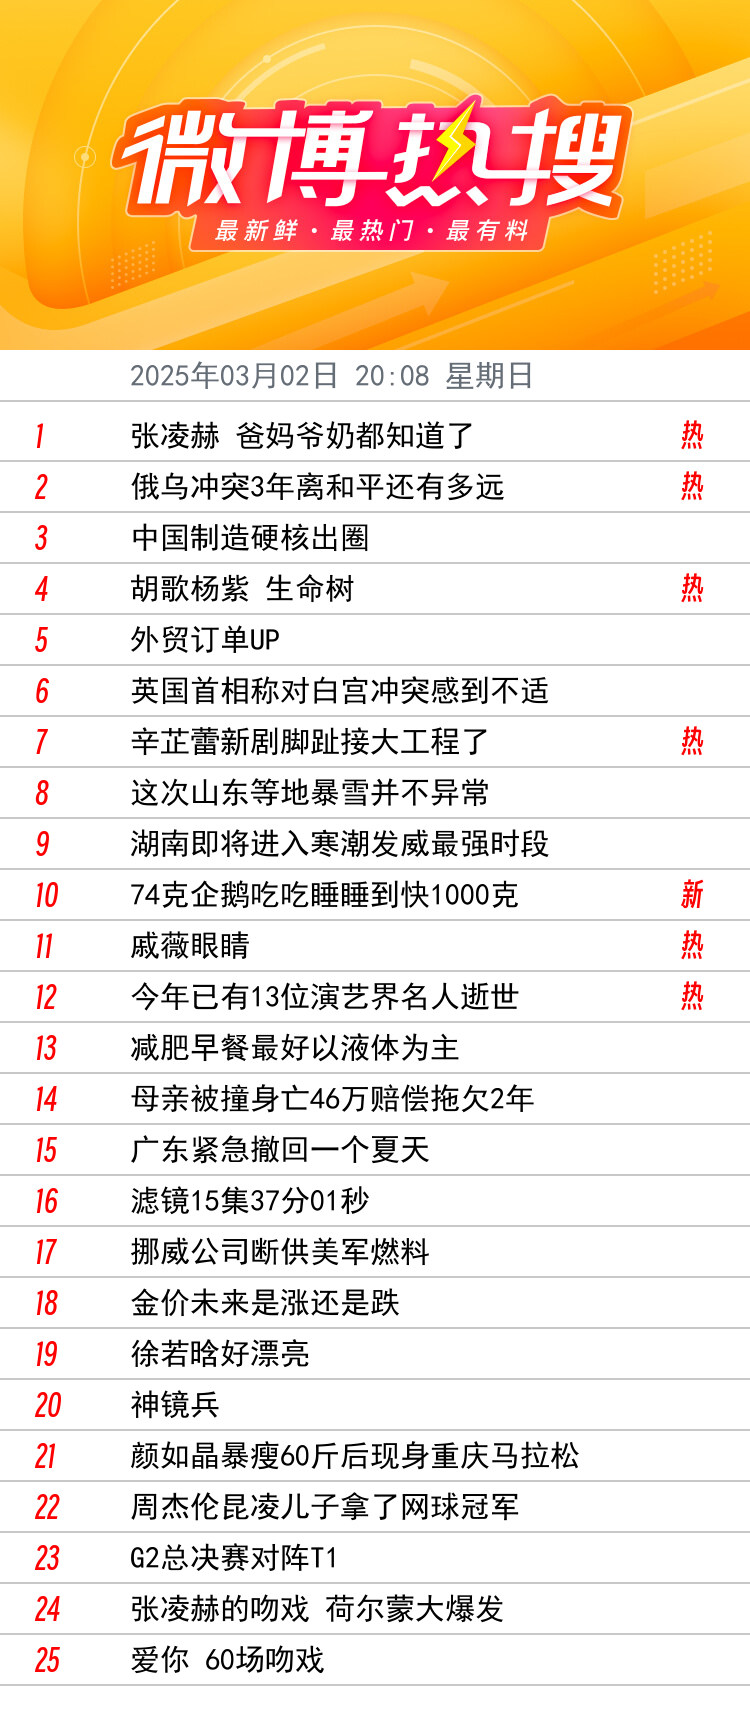 微博热搜
最新鲜·最热门·最有料
2025年03月02日 20:08 星期日
1 张凌赫 爸妈爷奶都知道了 热
2 俄乌冲突3年离和平还有多远 热
3 中国制造硬核出圈
4 胡歌杨紫 生命树 热
5 外贸订单UP
6 英国首相称对白宫冲突感到不适
7 辛芷蕾新剧脚趾接大工程了 热
8 这次山东等地暴雪并不异常
9 湖南即将进入寒潮发威最强时段
10 74克企鹅吃吃睡睡到快1000克 新
11 戚薇眼睛 热
12 今年已有13位演艺界名人逝世 热
13 减肥早餐最好以液体为主
14 母亲被撞身亡46万赔偿拖欠2年
15 广东紧急撤回一个夏天
16 滤镜15集37分01秒
17 挪威公司断供美军燃料
18 金价未来是涨还是跌
19 徐若晗好漂亮
20 神镜兵
21 颜如晶暴瘦60斤后现身重庆马拉松
22 周杰伦昆凌儿子拿了网球冠军
23 G2总决赛对阵T1
24 张凌赫的吻戏 荷尔蒙大爆发
25 爱你 60场吻戏